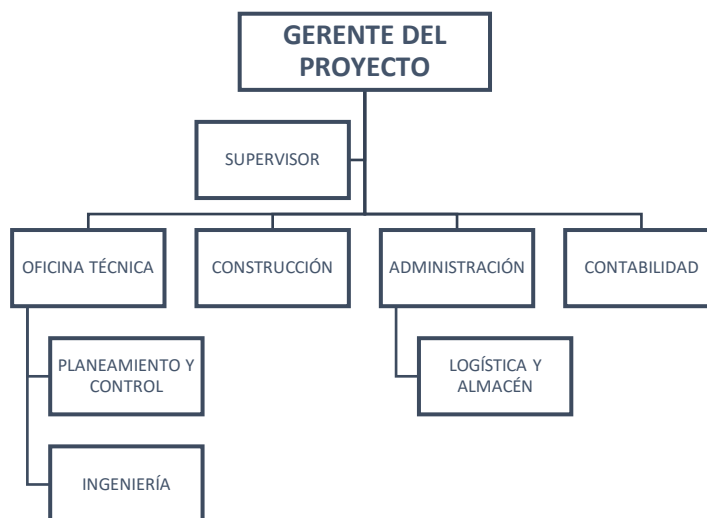 GERENTE DEL
PROYECTO
SUPERVISOR
OFICINA TÉCNICA
CONSTRUCCIÓN
ADMINISTRACIÓN
CONTABILIDAD
PLANEAMIENTO Y
CONTROL
LOGÍSTICA Y
ALMACÉN
INGENIERÍA